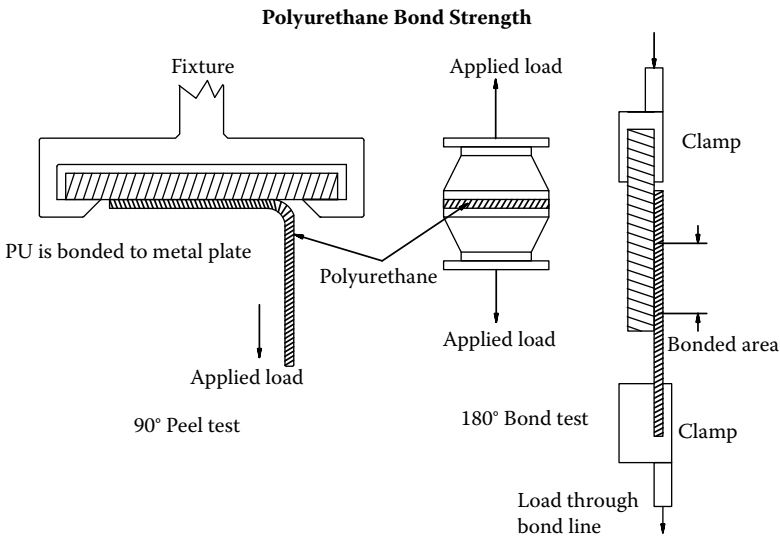 Polyurethane Bond Strength
Fixture
PU is bonded to metal plate
Applied load
90° Peel test
Applied load
Polyurethane
Applied load
180° Bond test
Clamp
Bonded area
Clamp
Load through
bond line